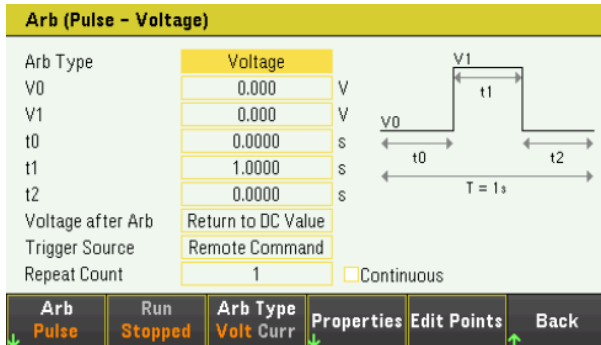 Arb (Pulse – Voltage)
Arb Type Voltage
V0 0.000 V
V1 0.000 V
t0 0.0000 s
t1 1.0000 s
t2 0.0000 s
Voltage after Arb Return to DC Value
Trigger Source Remote Command
Repeat Count 1 Continuous
V1
t1
V0
t0 t2
T = 1s
Arb Run Arb Type Properties Edit Points Back
Pulse Stopped Volt Curr